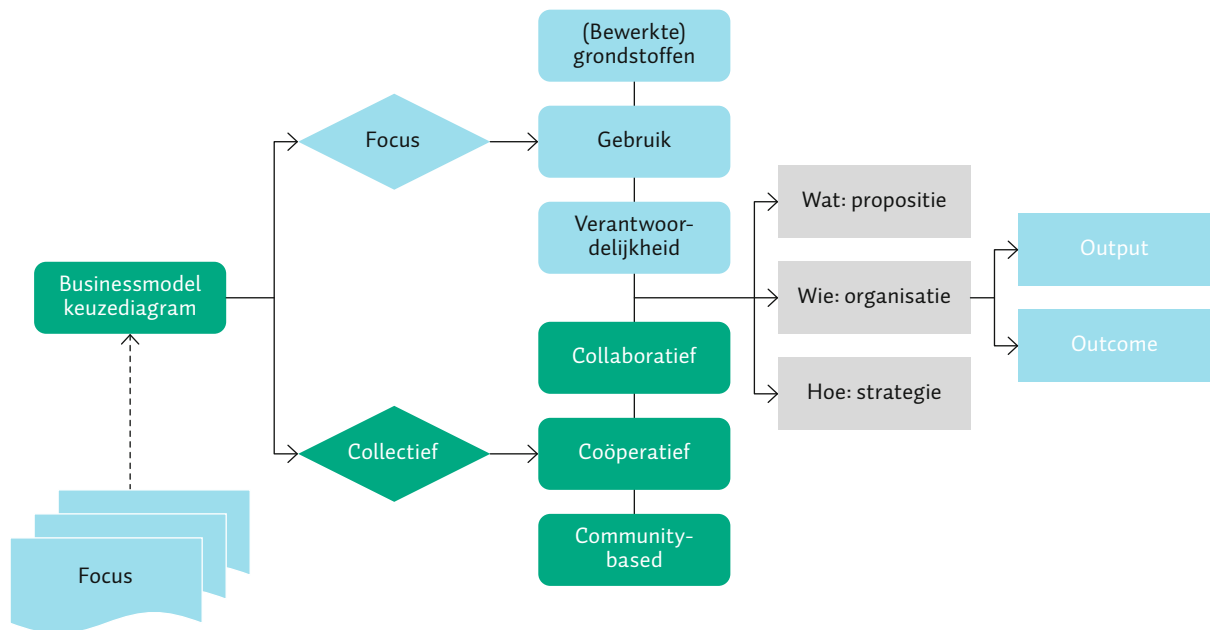 (Bewerkte)
grondstoffen
Focus
Gebruik
Verantwoor-
delijkheid
Wat: propositie
Output
Businessmodel
keuzediagram
Wie: organisatie
Outcome
Collaboratief
Hoe: strategie
Collectief
Coöperatief
Community-
based
Focus